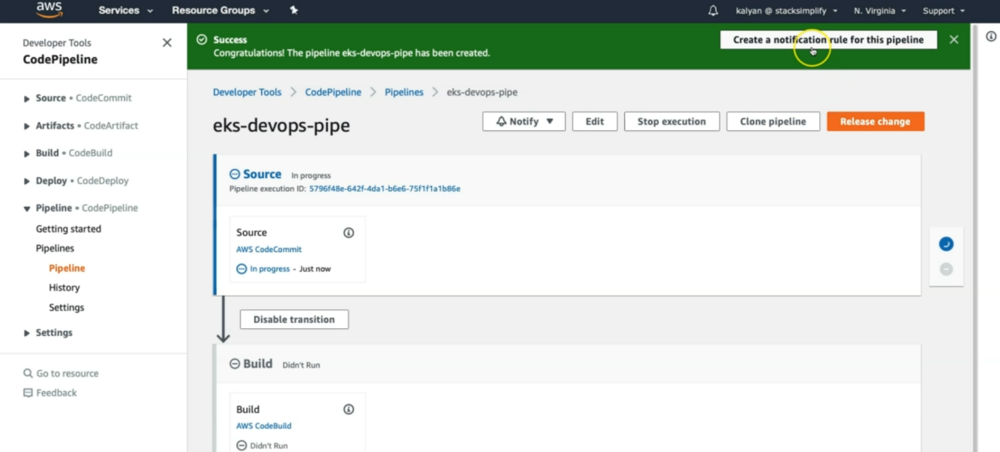 aws Services Resource Groups kalyan @ stacksimplify N. Virginia Support
Developer Tools
CodePipeline
Source • CodeCommit
Artifacts • CodeArtifact
Build • CodeBuild
Deploy • CodeDeploy
Pipeline • CodePipeline
Getting started
Pipelines
Pipeline
History
Settings
Settings
Go to resource
Feedback
Success
Congratulations! The pipeline eks-devops-pipe has been created.
Create a notification rule for this pipeline
Developer Tools CodePipeline Pipelines eks-devops-pipe
eks-devops-pipe
Notify Edit Stop execution Clone pipeline Release change
Source In progress
Pipeline execution ID: 5796f48e-642f-4da1-b6e6-75f1f1a1b86e
Source
AWS CodeCommit
In progress - Just now
Disable transition
Build Didn't Run
Build
AWS CodeBuild
Didn't Run